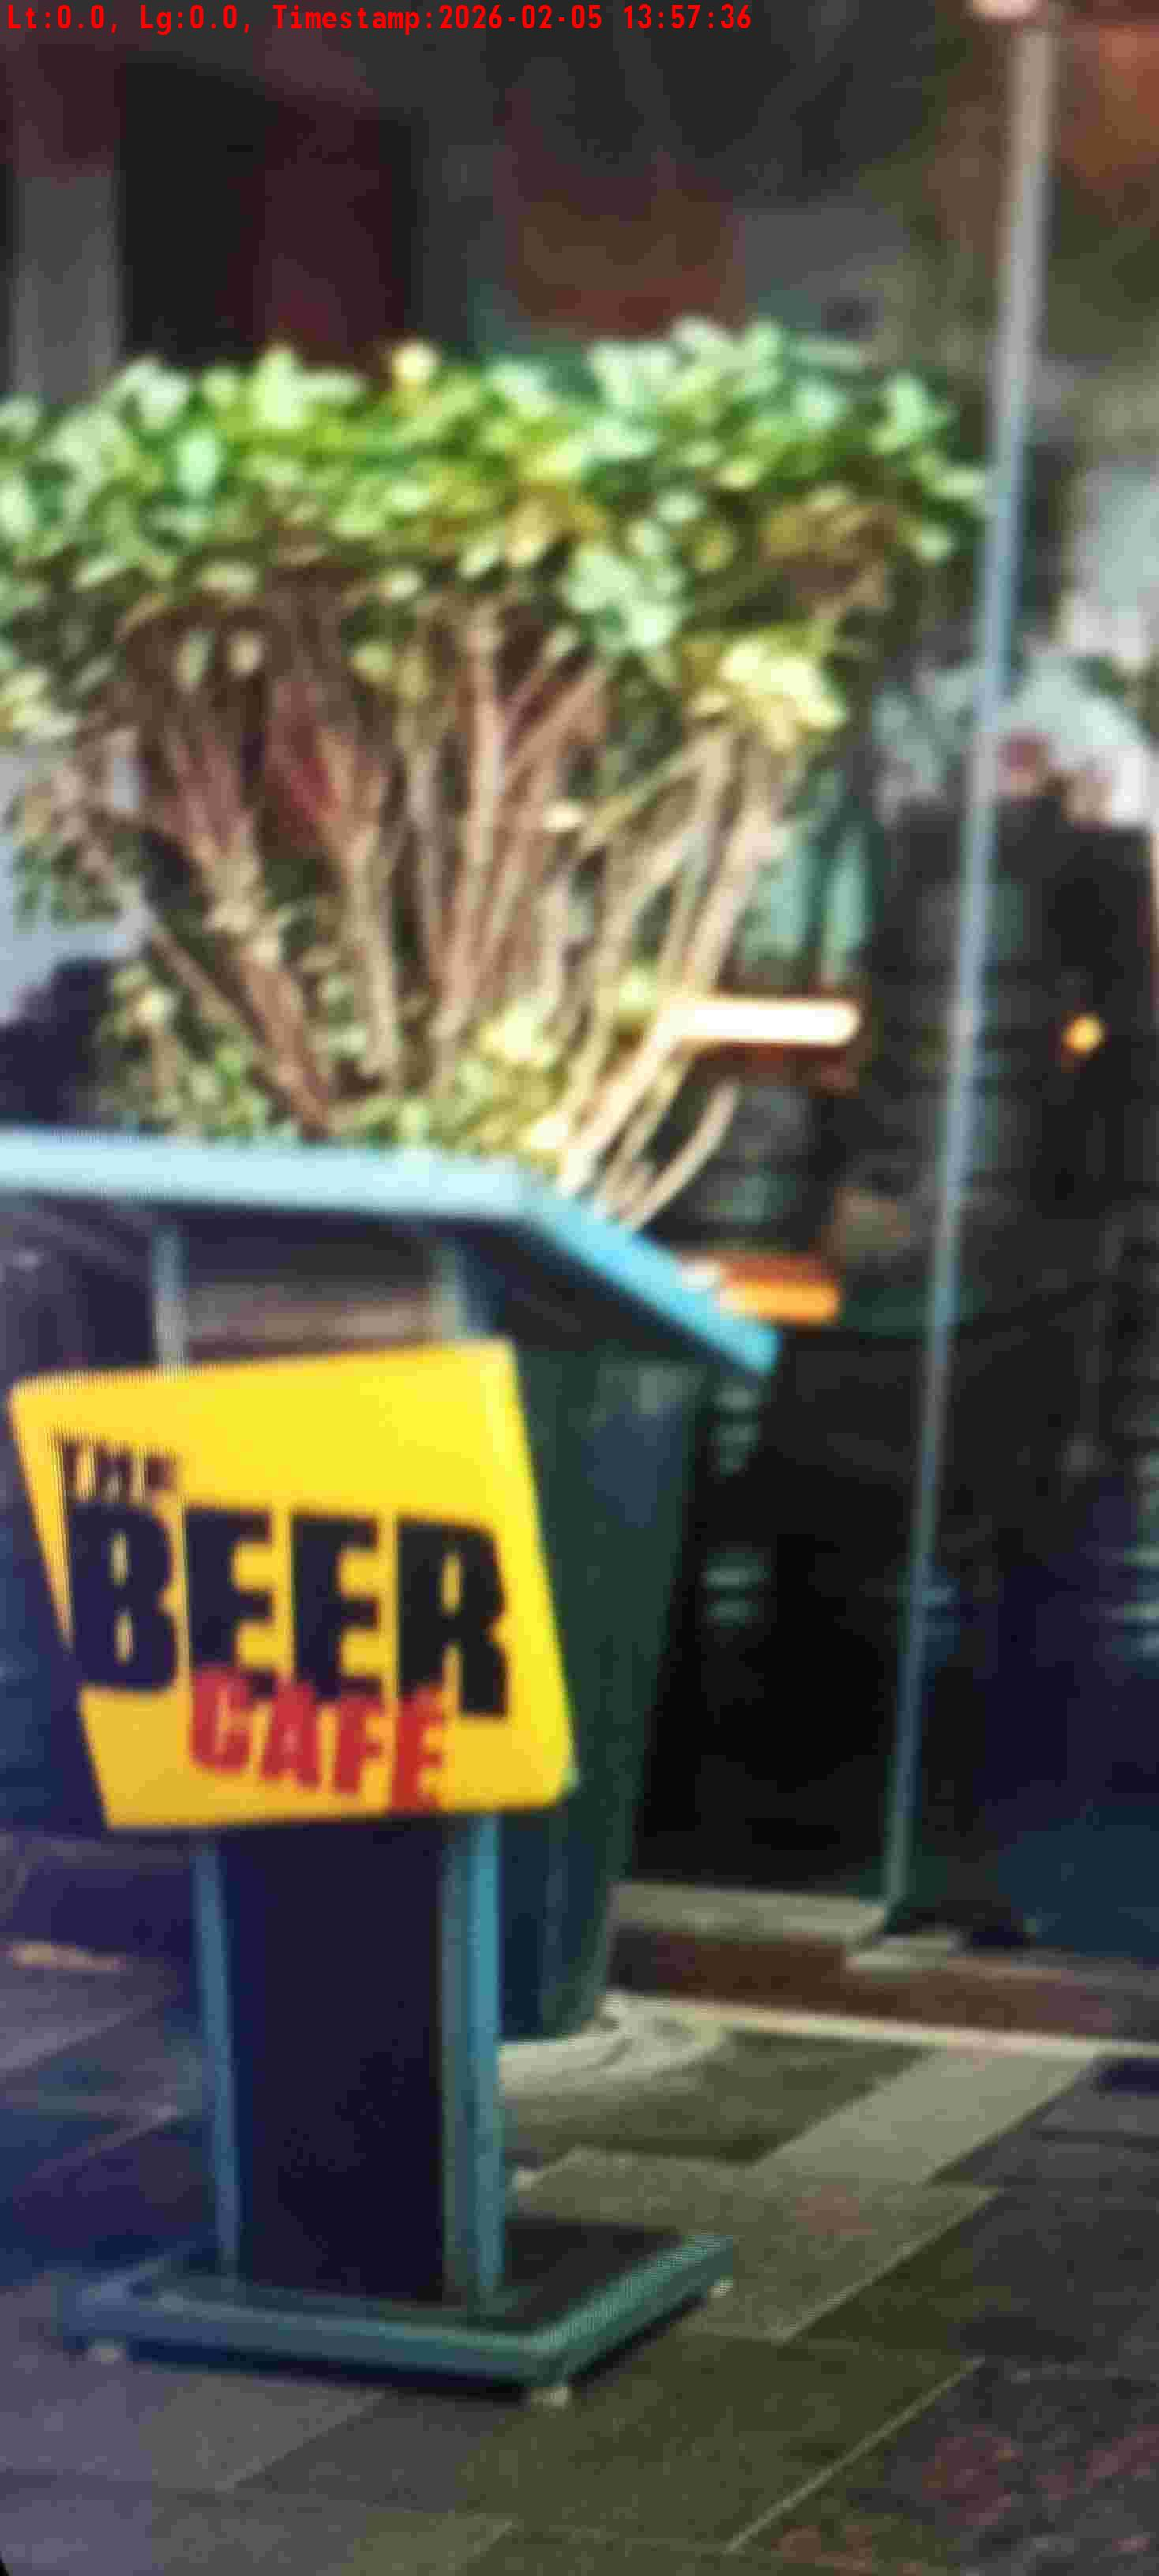 Lt:0.0, Lg:0.0, Timestamp:2026-02-05 13:57:36
THE
BEER
CAFE